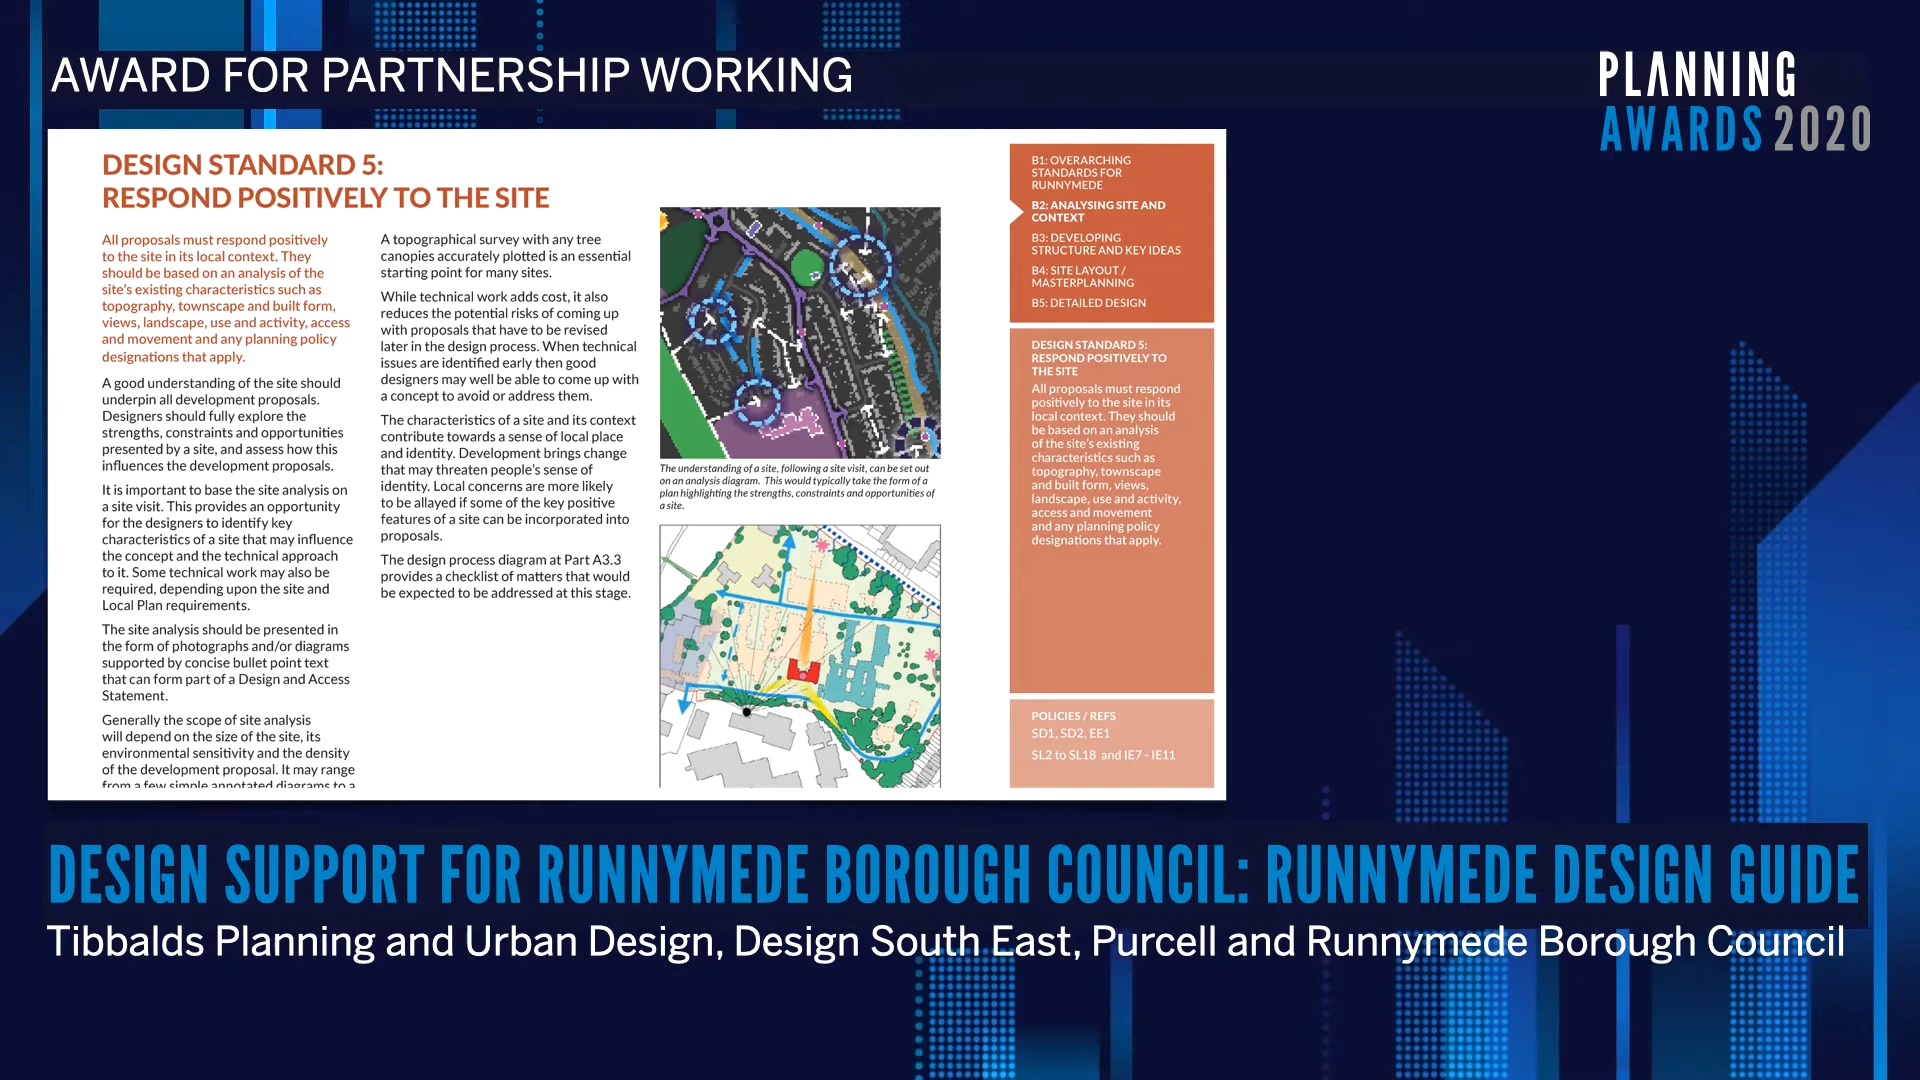 AWARD FOR PARTNERSHIP WORKING
PLANNING
AWARDS 2020
DESIGN STANDARD 5:
RESPOND POSITIVELY TO THE SITE
All proposals must respond positively
to the site in its local context. They
should be based on an analysis of the
site's existing characteristics such as
topography, townscape and built form,
views, landscape, use and activity, access
and movement and any planning policy
designations that apply.
A good understanding of the site should
underpin all development proposals.
Designers should fully explore the
strengths, constraints and opportunities
presented by a site, and assess how this
influences the development proposals.
It is important to base the site analysis on
a site visit. This provides an opportunity
for the designers to identify key
characteristics of a site that may influence
the concept and the technical approach
to it. Some technical work may also be
required, depending upon the site and
Local Plan requirements.
The site analysis should be presented in
the form of photographs and/or diagrams
supported by concise bullet point text
that can form part of a Design and Access
Statement.
Generally the scope of site analysis
will depend on the size of the site, its
environmental sensitivity and the density
of the development proposal. It may range
from a few simple annotated diagrams to a
A topographical survey with any tree
canopies accurately plotted is an essential
starting point for many sites.
While technical work adds cost, it also
reduces the potential risks of coming up
with proposals that have to be revised
later in the design process. When technical
issues are identified early then good
designers may well be able to come up with
a concept to avoid or address them.
The characteristics of a site and its context
contribute towards a sense of local place
and identity. Development brings change
that may threaten people's sense of
identity. Local concerns are more likely
to be allayed if some of the key positive
features of a site can be incorporated into
proposals.
The design process diagram at Part A3.3
provides a checklist of matters that would
be expected to be addressed at this stage.
The understanding of a site, following a site visit, can be set out
on an analysis diagram. This would typically take the form of a
plan highlighting the strengths, constraints and opportunities of
a site.
B1: OVERARCHING
STANDARDS FOR
RUNNYMEDE
B2: ANALYSING SITE AND
CONTEXT
B3: DEVELOPING
STRUCTURE AND KEY IDEAS
B4: SITE LAYOUT /
MASTERPLANNING
B5: DETAILED DESIGN
DESIGN STANDARD 5:
RESPOND POSITIVELY TO
THE SITE
All proposals must respond
positively to the site in its
local context. They should
be based on an analysis
of the site's existing
characteristics such as
topography, townscape
and built form, views,
landscape, use and activity,
access and movement
and any planning policy
designations that apply.
POLICIES / REFS
SD1, SD2, EE1
SL2 to SL18 and IE7 - IE11
DESIGN SUPPORT FOR RUNNYMEDE BOROUGH COUNCIL: RUNNYMEDE DESIGN GUIDE
Tibbalds Planning and Urban Design, Design South East, Purcell and Runnymede Borough Council